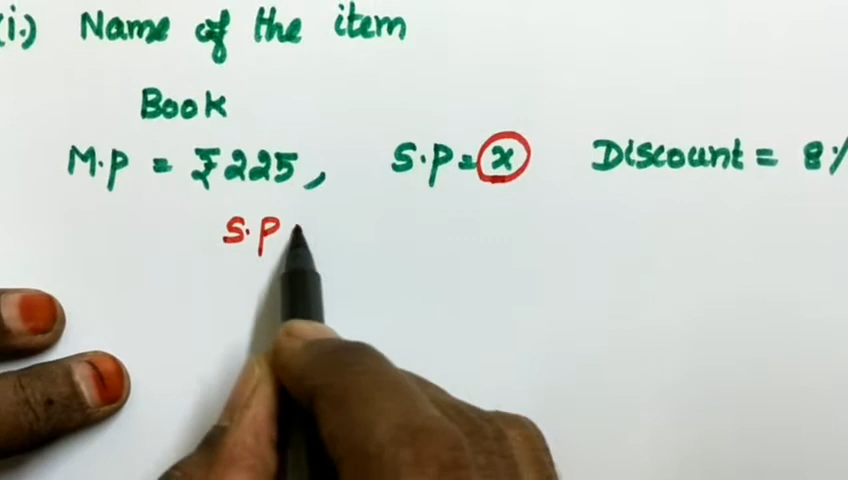 (i.) Name of the item
Book
M.P = ₹225, S.P = x Discount = 8%
S.P